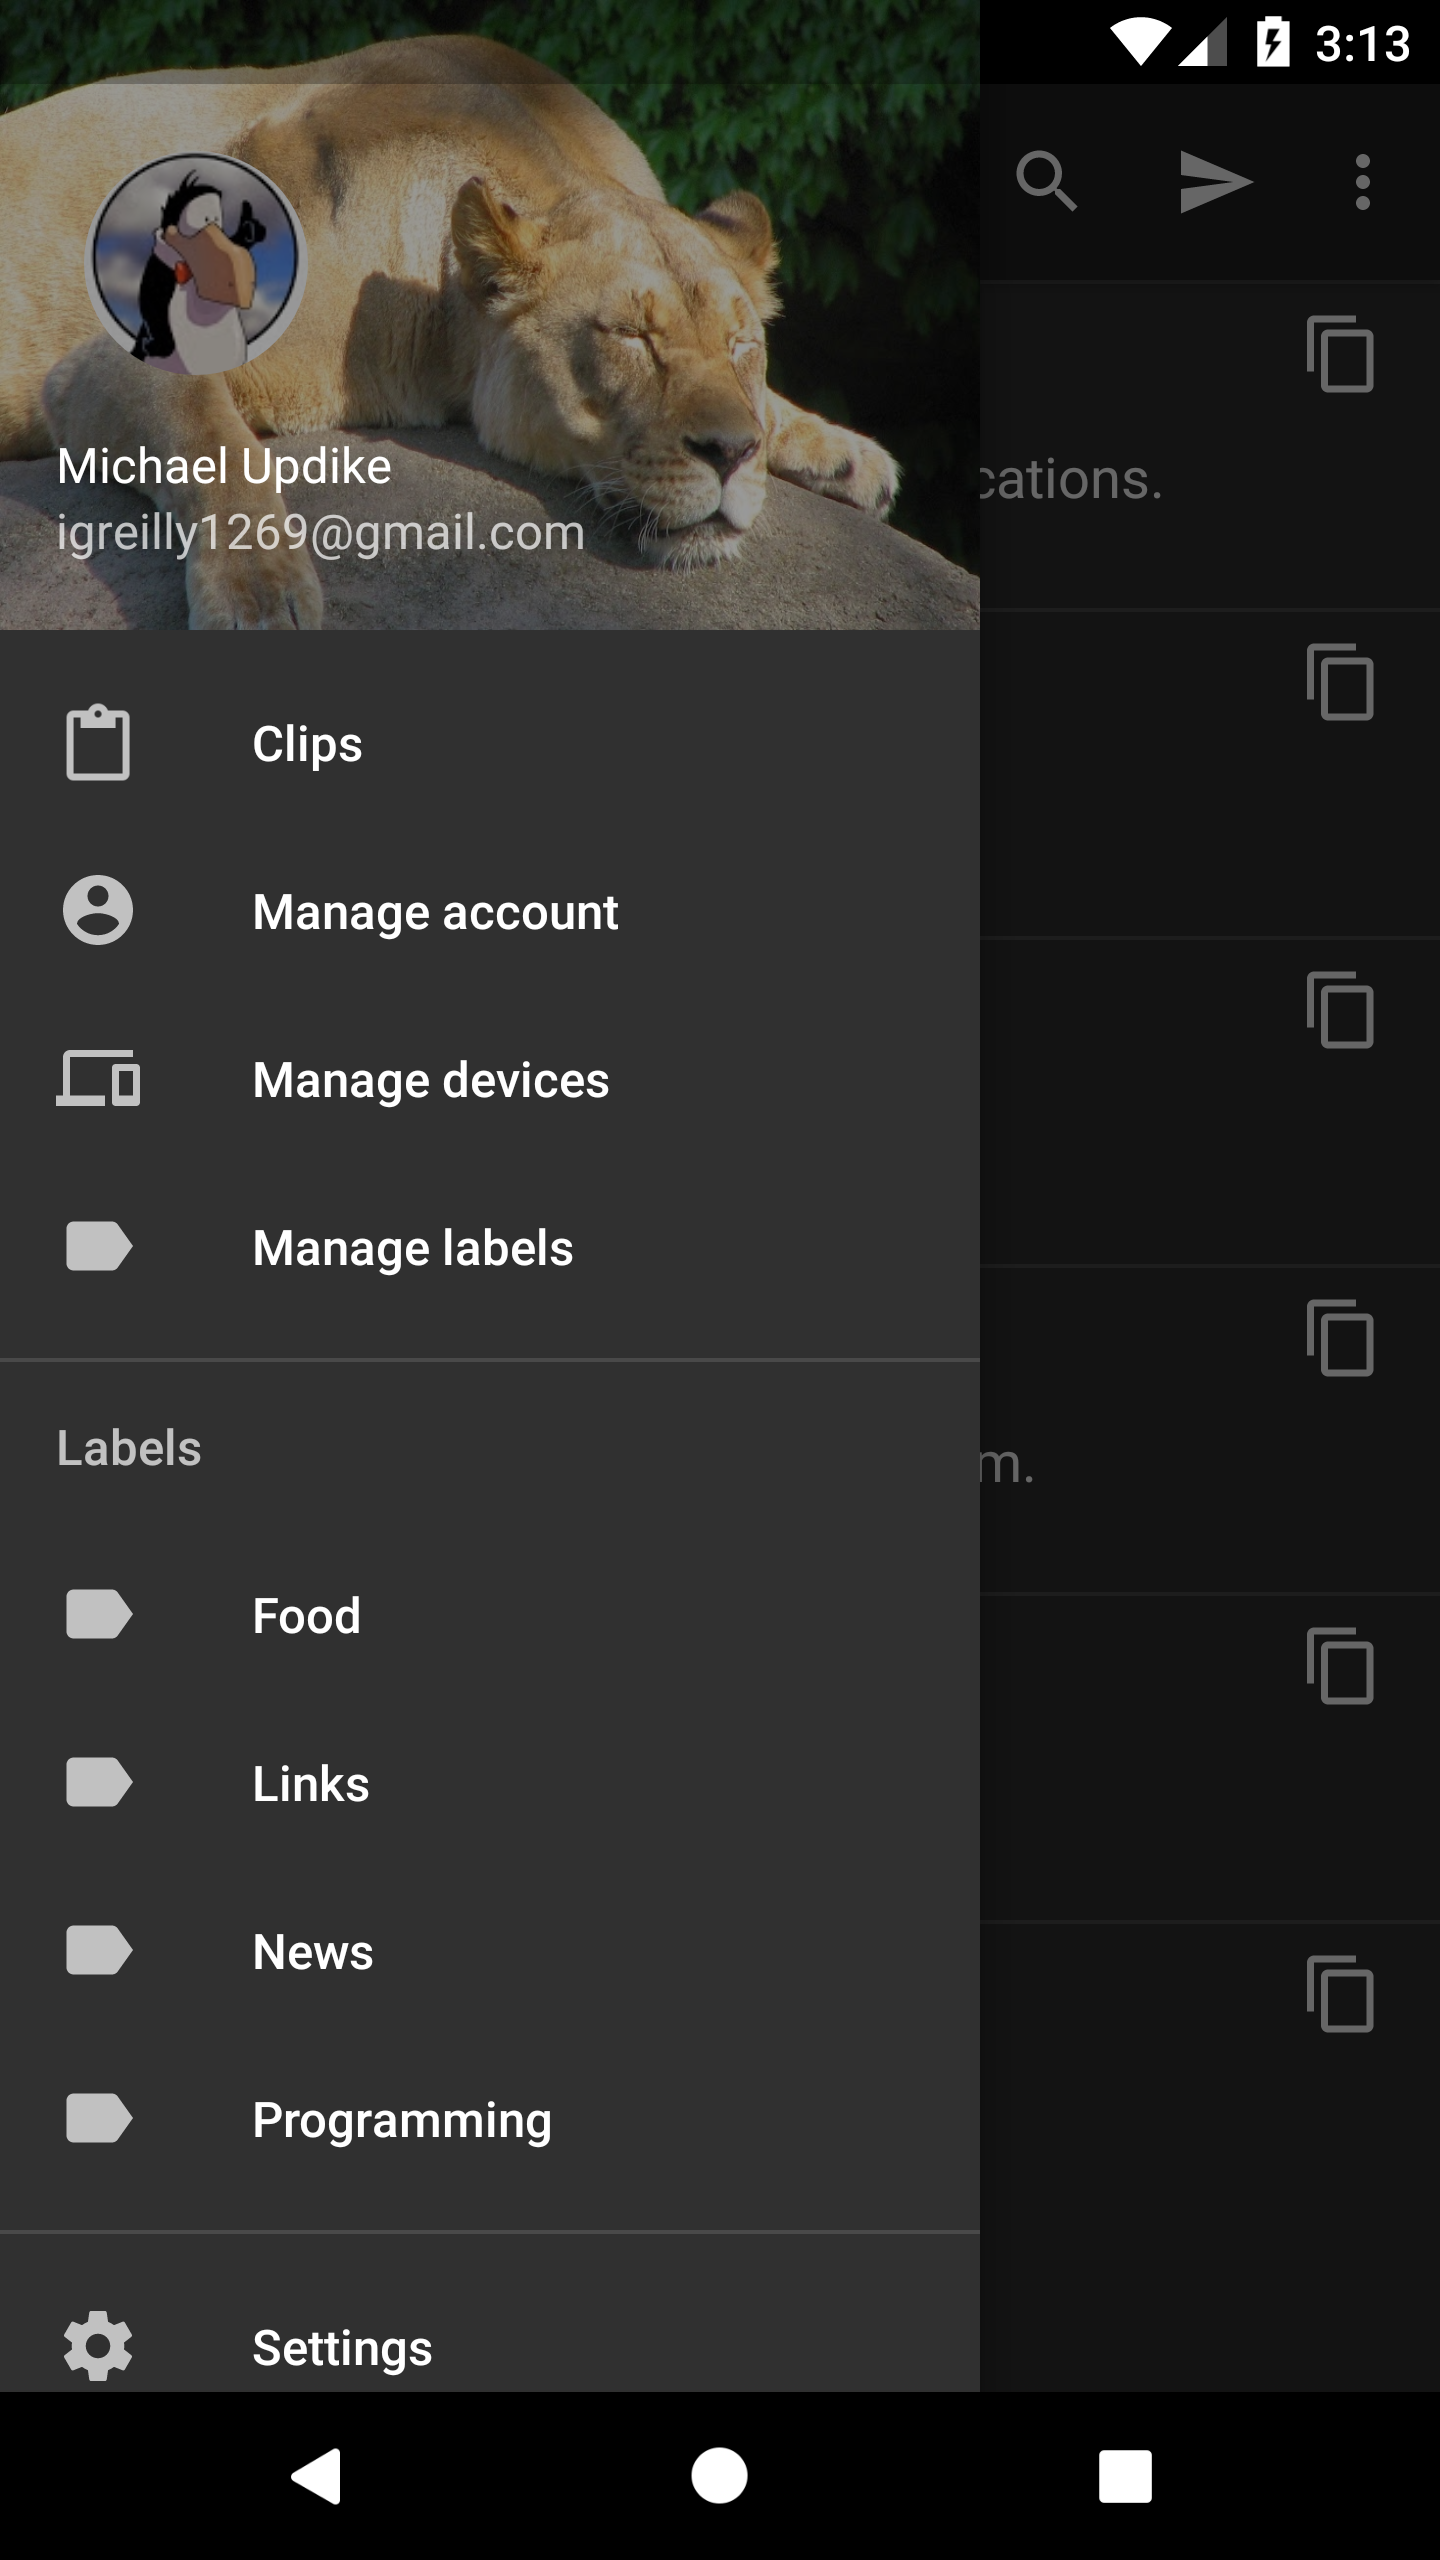 3:13
Michael Updike
igreilly1269@gmail.com
cations.
Clips
Manage account
Manage devices
Manage labels
m.
Labels
Food
Links
News
Programming
Settings